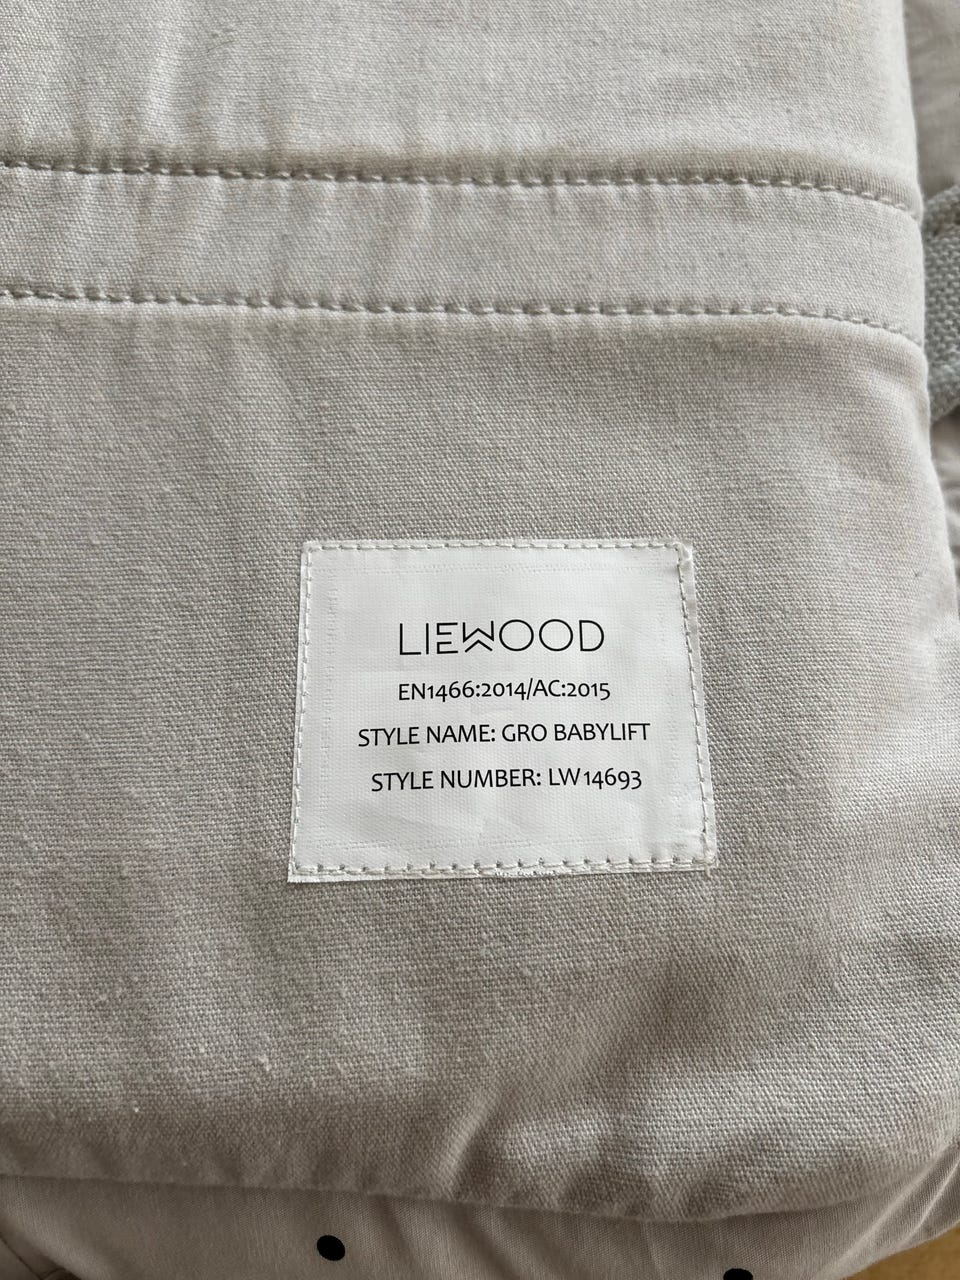 LIEWOOD
EN1466:2014/AC:2015
STYLE NAME: GRO BABYLIFT
STYLE NUMBER: LW14693